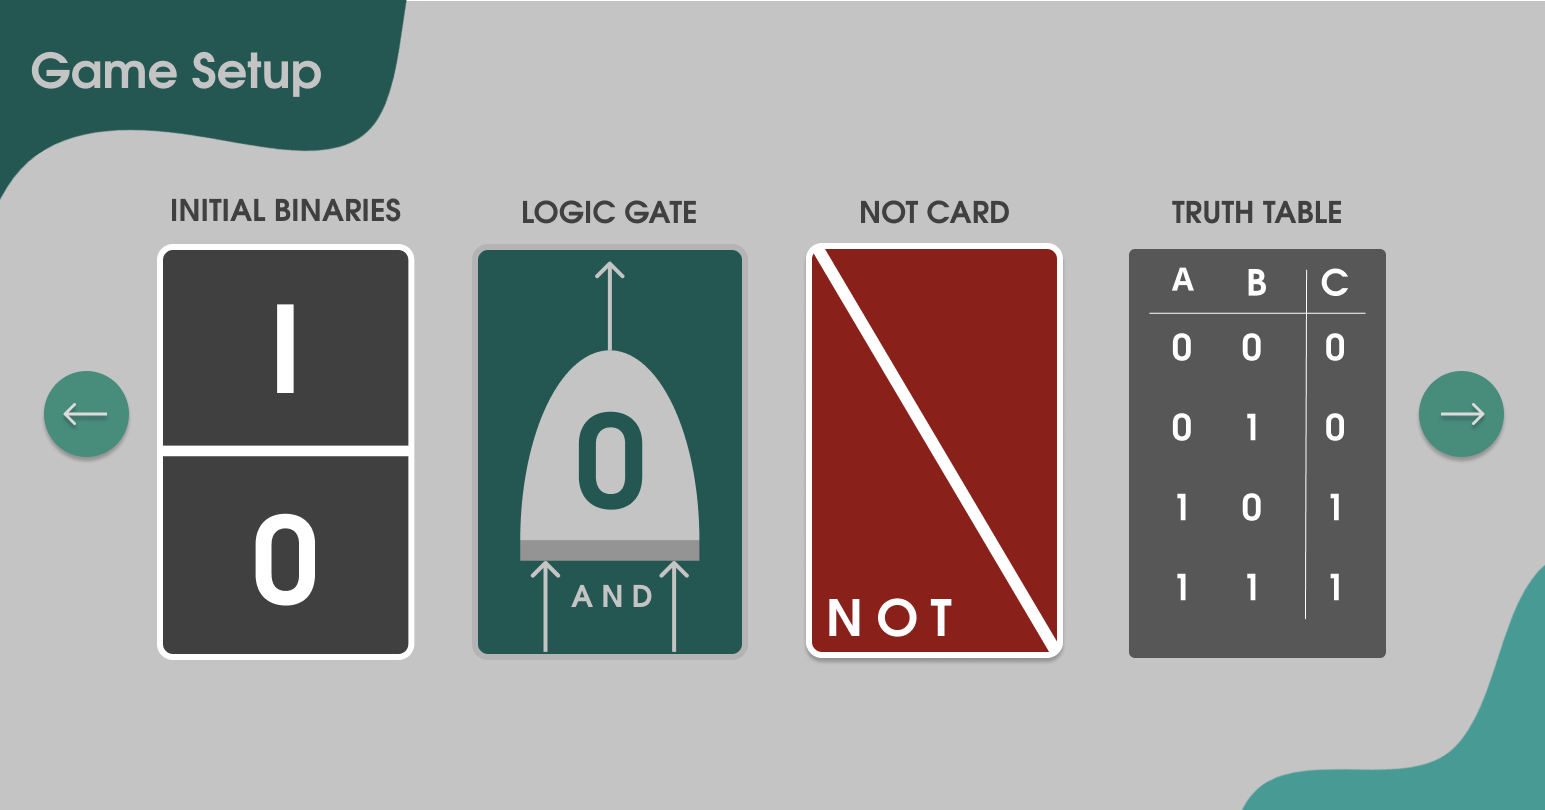 Game Setup
INITIAL BINARIES
LOGIC GATE
NOT CARD
TRUTH TABLE
1
0
0
AND
NOT
A B C
0 0 0
0 1 0
1 0 1
1 1 1